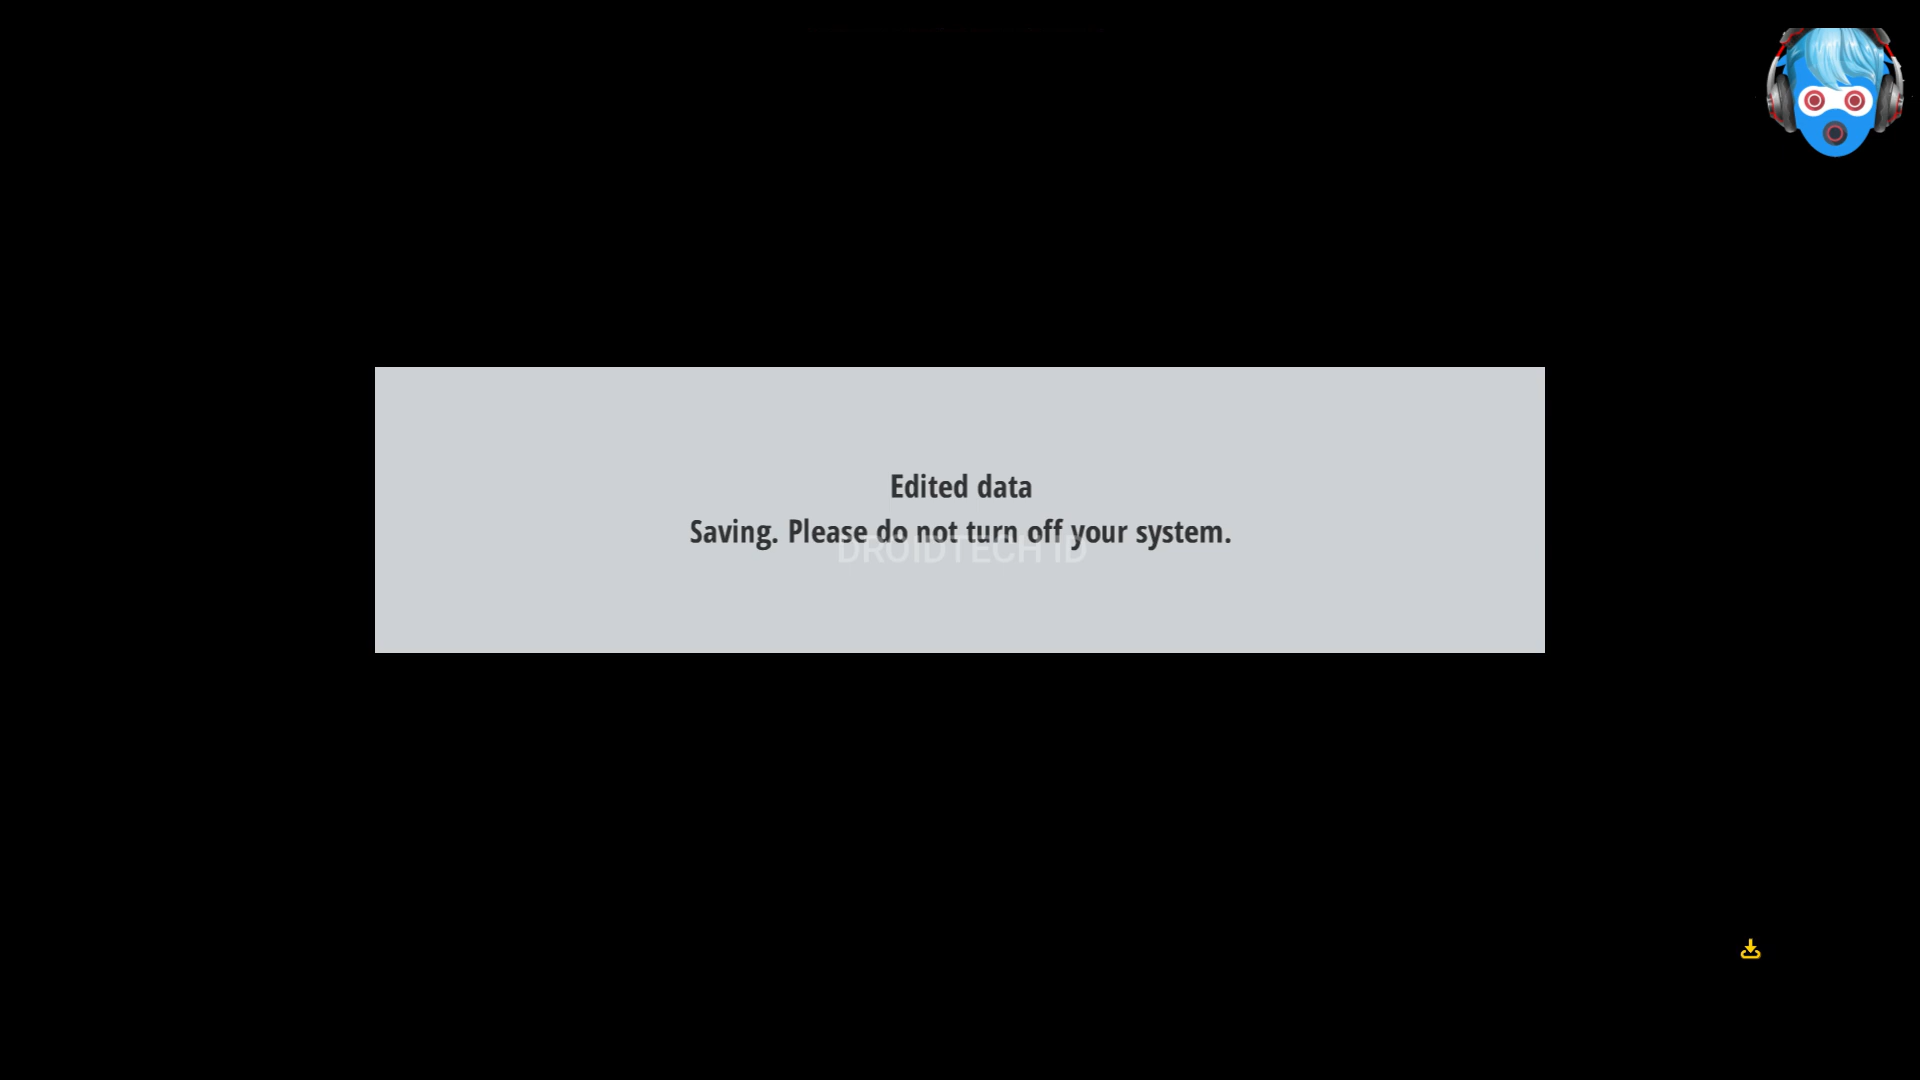 Edited data
Saving. Please do not turn off your system.
DROIDTECH ID